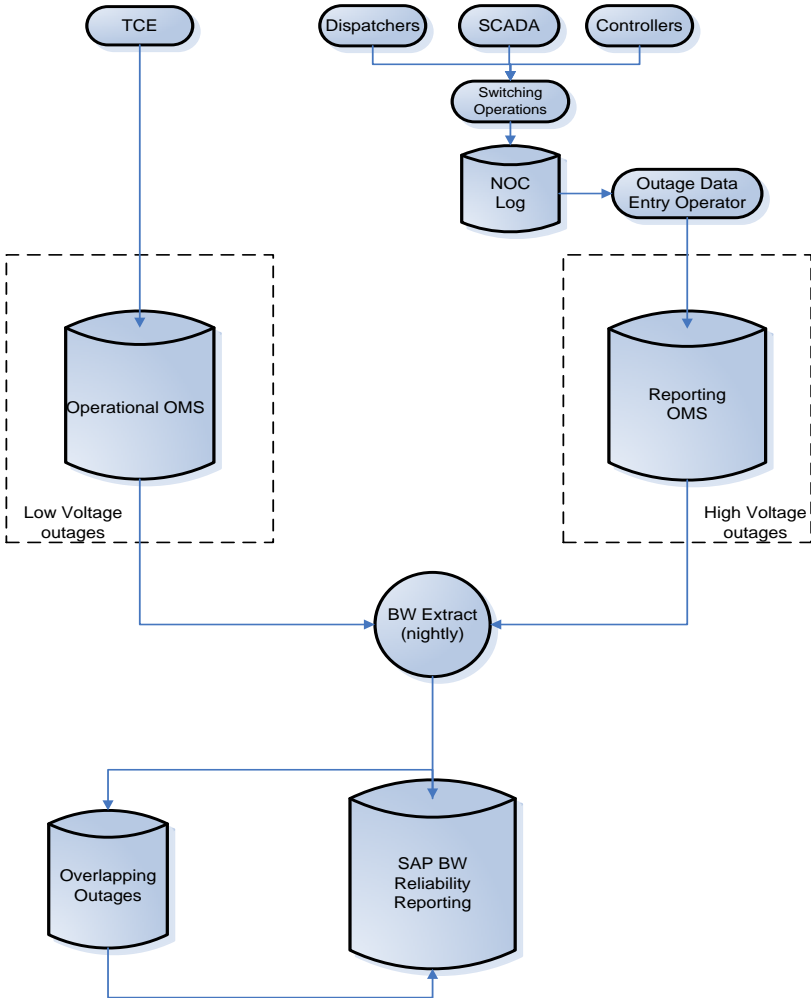 TCE
Dispatchers
SCADA
Controllers
Switching
Operations
NOC
Log
Outage Data
Entry Operator
Operational OMS
Reporting
OMS
Low Voltage
outages
High Voltage
outages
BW Extract
(nightly)
Overlapping
Outages
SAP BW
Reliability
Reporting